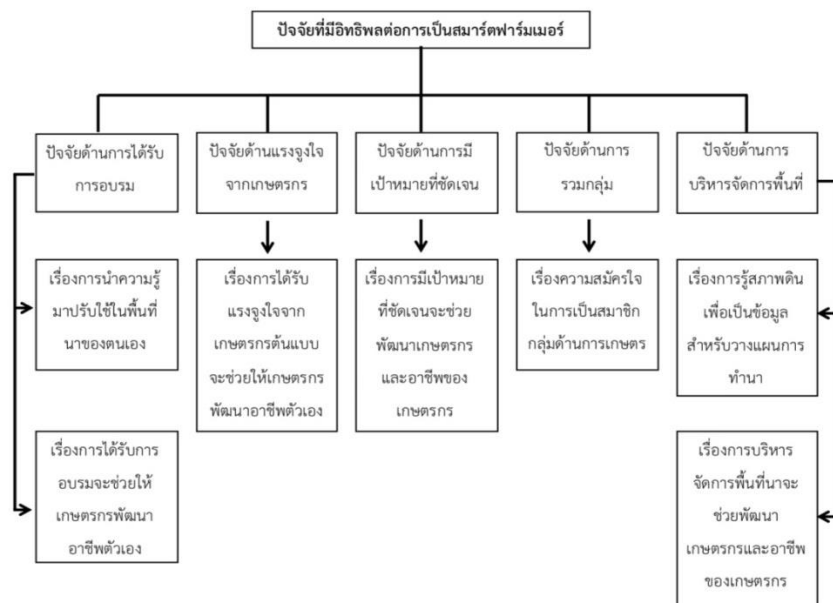 ปัจจัยที่มีอิทธิพลต่อการเป็นสมาร์ตฟาร์มเมอร์
ปัจจัยด้านการได้รับ
การอบรม
ปัจจัยด้านแรงจูงใจ
จากเกษตรกร
ปัจจัยด้านการมี
เป้าหมายที่ชัดเจน
ปัจจัยด้านการ
รวมกลุ่ม
ปัจจัยด้านการ
บริหารจัดการพื้นที่
เรื่องการนำความรู้
มาปรับใช้ในพื้นที่
นาของตนเอง
เรื่องการได้รับ
แรงจูงใจจาก
เกษตรกรต้นแบบ
จะช่วยให้เกษตรกร
พัฒนาอาชีพตัวเอง
เรื่องการมีเป้าหมาย
ที่ชัดเจนจะช่วย
พัฒนาเกษตรกร
และอาชีพของ
เกษตรกร
เรื่องความสมัครใจ
ในการเป็นสมาชิก
กลุ่มด้านการเกษตร
เรื่องการรู้สภาพดิน
เพื่อเป็นข้อมูล
สำหรับวางแผนการ
ทำนา
เรื่องการได้รับการ
อบรมจะช่วยให้
เกษตรกรพัฒนา
อาชีพตัวเอง
เรื่องการบริหาร
จัดการพื้นที่นาจะ
ช่วยพัฒนา
เกษตรกรและอาชีพ
ของเกษตรกร